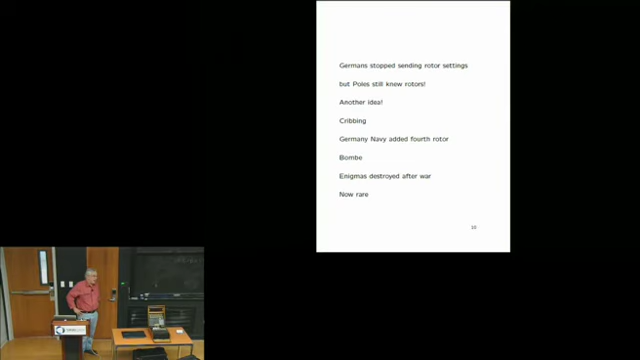 Germans stopped sending rotor settings
but Poles still knew rotors!
Another idea!
Cribbing
Germany Navy added fourth rotor
Bombe
Enigmas destroyed after war
Now rare